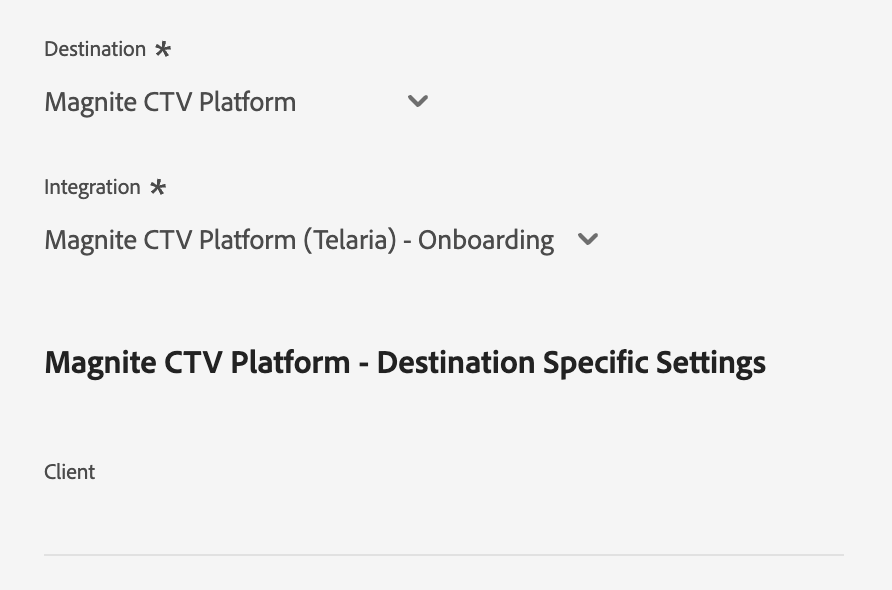 Destination *
Magnite CTV Platform
Integration *
Magnite CTV Platform (Telaria) - Onboarding
Magnite CTV Platform - Destination Specific Settings
Client